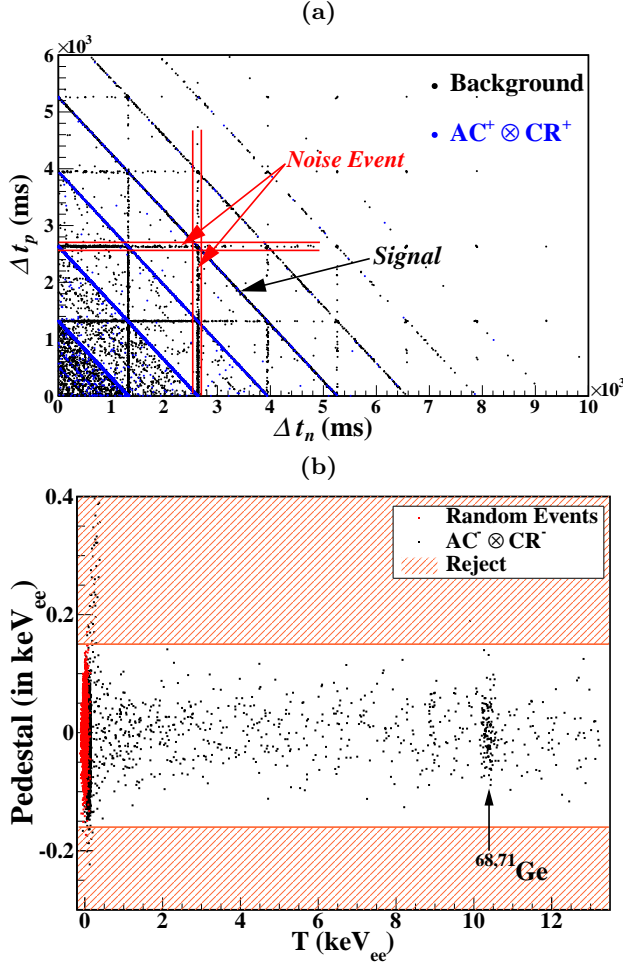 (a)
×10³
6
5
4
3
2
1
0
Δt_p (ms)
Background
AC⁺ ⊗ CR⁺
Noise Event
Signal
0 1 2 3 4 5 6 7 8 9 10
×10³
Δt_n (ms)
(b)
0.4
0.2
0
-0.2
Pedestal (in keV_ee)
Random Events
AC⁻ ⊗ CR⁻
Reject
68,71Ge
0 2 4 6 8 10 12
T (keV_ee)